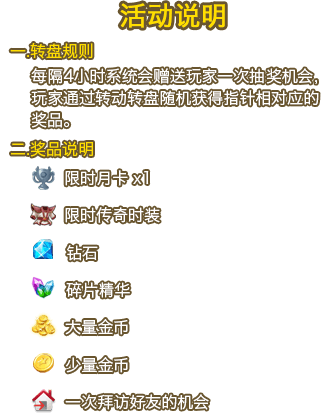 活动说明
一.转盘规则
每隔4小时系统会赠送玩家一次抽奖机会,
玩家通过转动转盘随机获得指针相对应的
奖品。
二.奖品说明
限时月卡 x1
限时传奇时装
钻石
碎片精华
大量金币
少量金币
一次拜访好友的机会